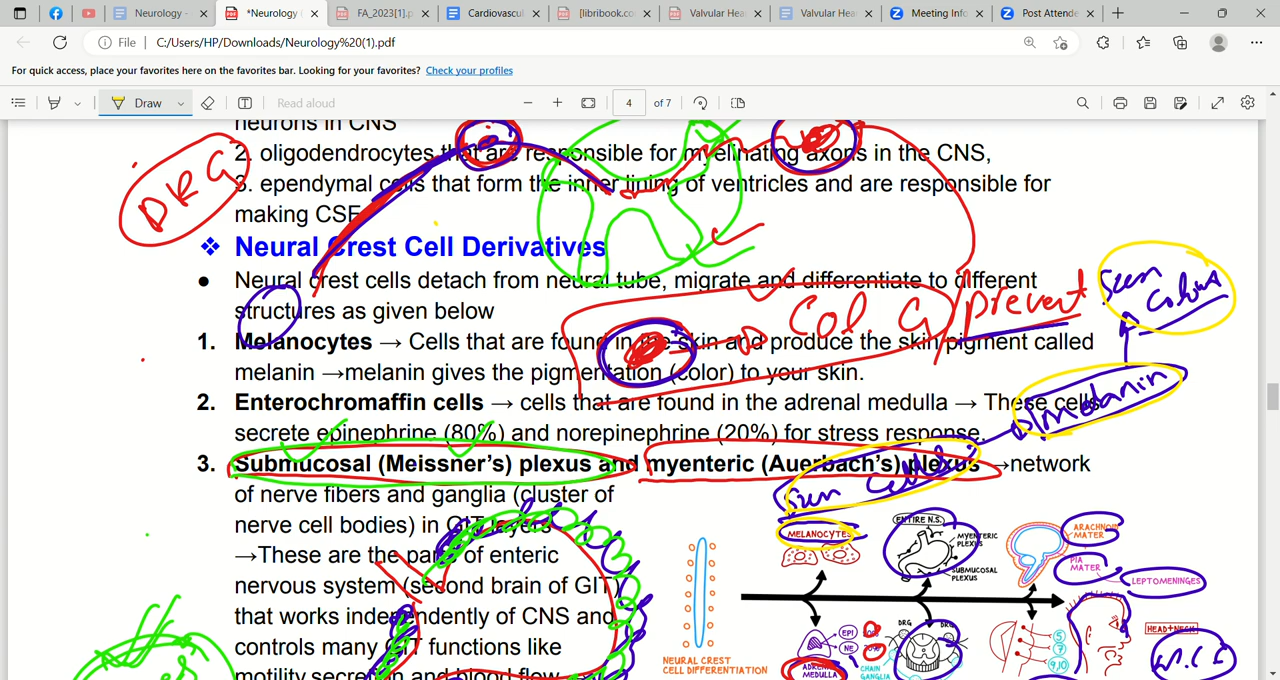 Neurology -
*Neurology (
FA_2023[1].p
Cardiovascul
[libribook.co
Valvular Hea
Valvular Hea
Meeting Info
Post Attende
File | C:/Users/HP/Downloads/Neurology%20(1).pdf
For quick access, place your favorites here on the favorites bar. Looking for your favorites? Check your profiles
Draw
Read aloud
4 of 7
neurons in CNS
2. oligodendrocytes that are responsible for myelinating axons in the CNS,
3. ependymal cells that form the inner lining of ventricles and are responsible for
making CSF
DRG
❖ Neural Crest Cell Derivatives
● Neural crest cells detach from neural tube, migrate and differentiate to different
structures as given below
Col. G
prevent
1. Melanocytes → Cells that are found in the skin and produce the skin pigment called
melanin →melanin gives the pigmentation (color) to your skin.
2. Enterochromaffin cells → cells that are found in the adrenal medulla → These cells
secrete epinephrine (80%) and norepinephrine (20%) for stress response.
melanin
3. Submucosal (Meissner's) plexus and myenteric (Auerbach's) plexus →network
of nerve fibers and ganglia (cluster of
nerve cell bodies) in GIT layers
→These are the parts of enteric
nervous system (second brain of GIT)
that works independently of CNS and
controls many GIT functions like
motility secretion and blood flow
MELANOCYTES
ENTIRE N.S.
MYENTERIC
PLEXUS
SUBMUCOSAL
PLEXUS
ARACHNOID
MATER
PIA
MATER
LEPTOMENINGES
NEURAL CREST
CELL DIFFERENTIATION
EPI
NE
ADRENAL
MEDULLA
DRG
DRG
CHAIN
GANGLIA
5
7
9,10
HEAD+NECK